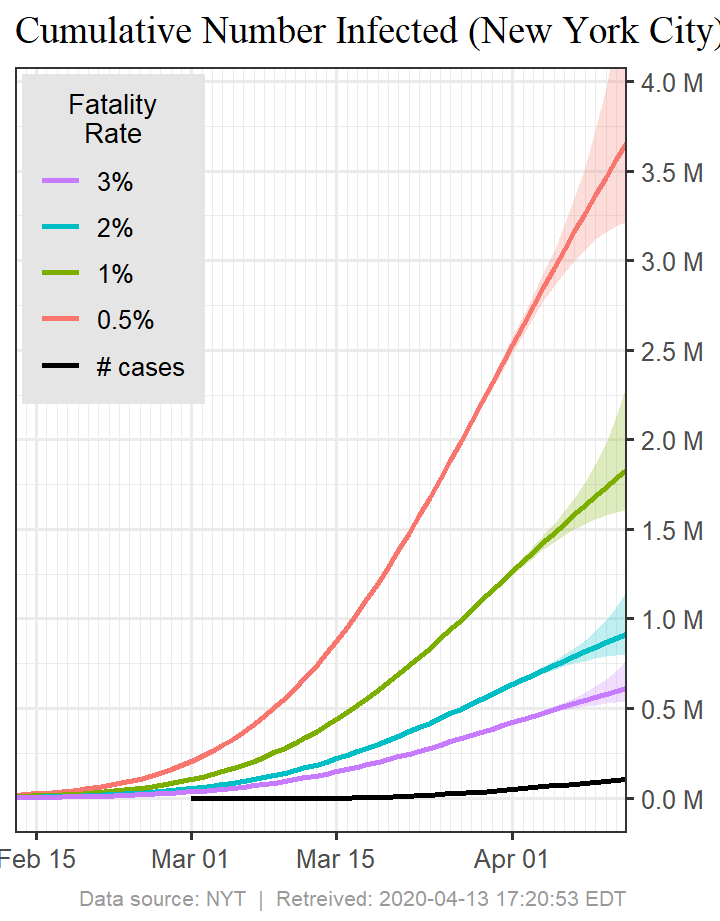 Cumulative Number Infected (New York City)
Fatality
Rate
3%
2%
1%
0.5%
# cases
4.0 M
3.5 M
3.0 M
2.5 M
2.0 M
1.5 M
1.0 M
0.5 M
0.0 M
Feb 15 Mar 01 Mar 15 Apr 01
Data source: NYT | Retreived: 2020-04-13 17:20:53 EDT